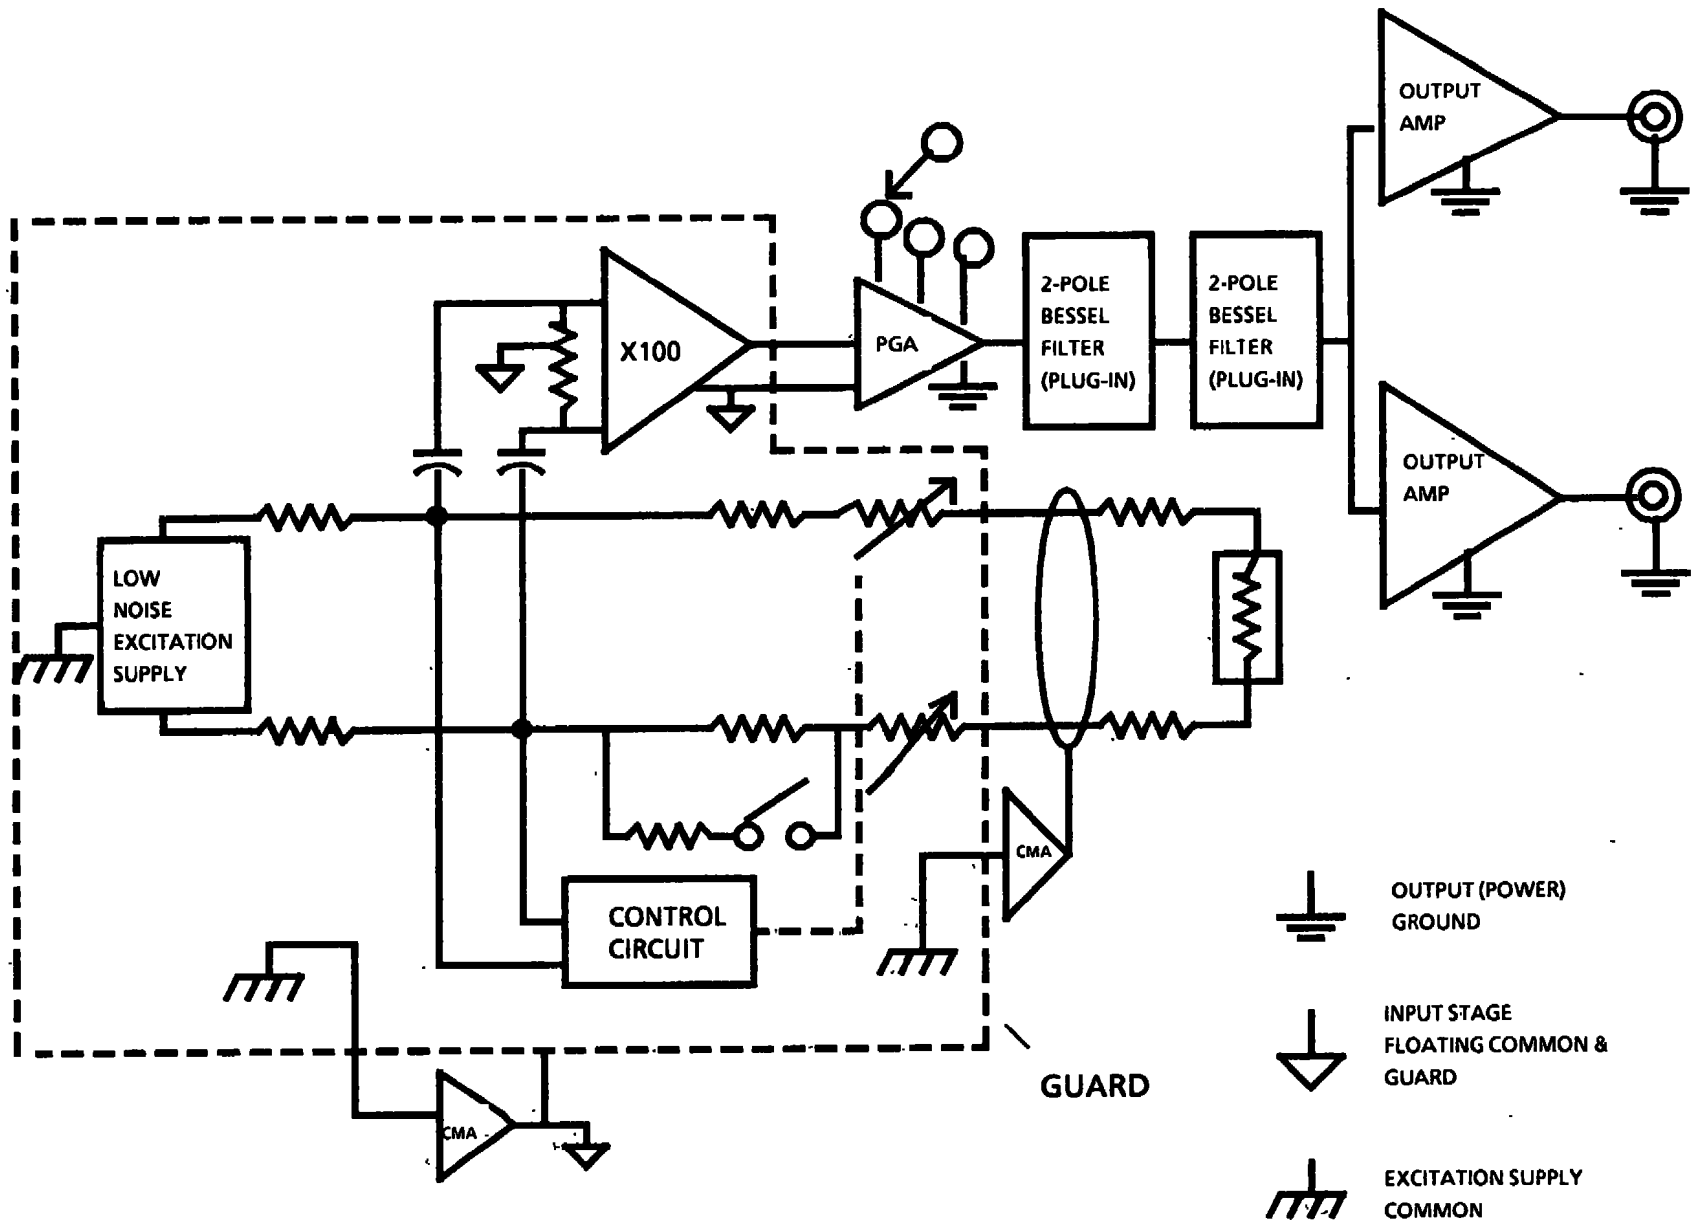 OUTPUT
AMP
X100
PGA
2-POLE
BESSEL
FILTER
(PLUG-IN)
2-POLE
BESSEL
FILTER
(PLUG-IN)
OUTPUT
AMP
LOW
NOISE
EXCITATION
SUPPLY
CMA
CONTROL
CIRCUIT
OUTPUT (POWER)
GROUND
INPUT STAGE
FLOATING COMMON &
GUARD
GUARD
CMA
EXCITATION SUPPLY
COMMON